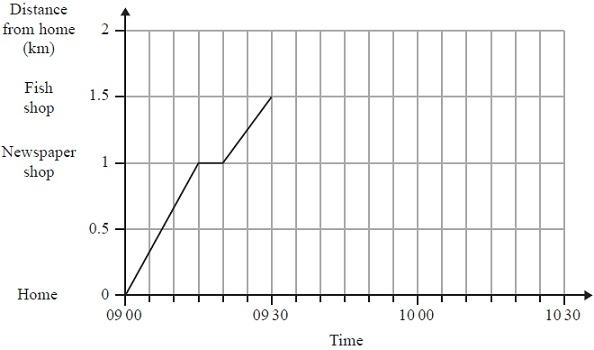 Distance
from home
(km)
2
Fish
shop
1.5
Newspaper
shop
1
0.5
Home
0
09 00
09 30
10 00
10 30
Time